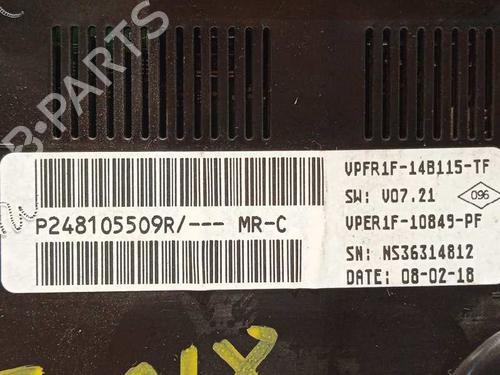 B-PARTS
VPFR1F-14B115-TF
SW: V07.21
096
P248105509R/--- MR-C
VPER1F-10849-PF
SN: NS36314812
DATE: 08-02-18